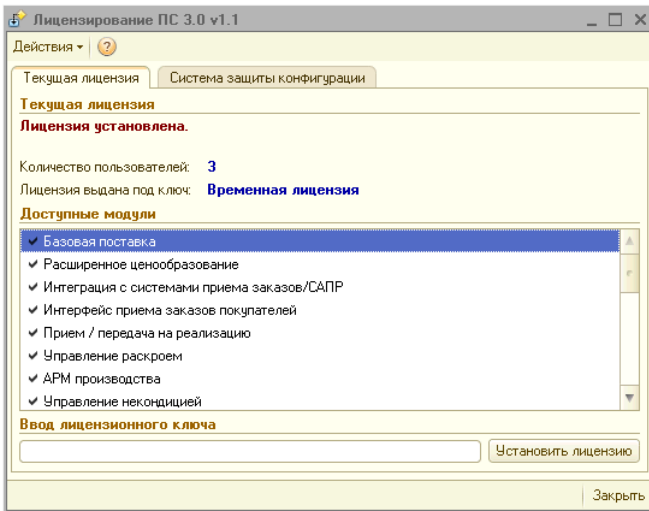 Лицензирование ПС 3.0 v1.1
Действия
Текущая лицензия Система защиты конфигурации
Текущая лицензия
Лицензия установлена.
Количество пользователей: 3
Лицензия выдана под ключ: Временная лицензия
Доступные модули
Базовая поставка
Расширенное ценообразование
Интеграция с системами приема заказов/САПР
Интерфейс приема заказов покупателей
Прием / передача на реализацию
Управление раскроем
АРМ производства
Управление некондицией
Ввод лицензионного ключа
Установить лицензию
Закрыть